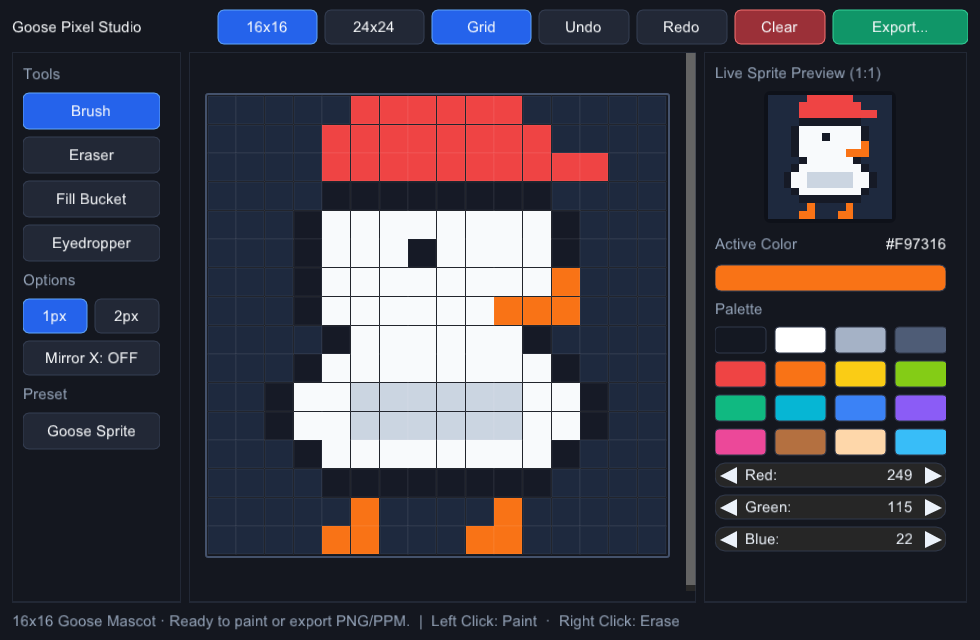 Goose Pixel Studio
16x16
24x24
Grid
Undo
Redo
Clear
Export...
Tools
Brush
Eraser
Fill Bucket
Eyedropper
Options
1px
2px
Mirror X: OFF
Preset
Goose Sprite
Live Sprite Preview (1:1)
Active Color #F97316
Palette
Red: 249
Green: 115
Blue: 22
16x16 Goose Mascot · Ready to paint or export PNG/PPM. | Left Click: Paint · Right Click: Erase